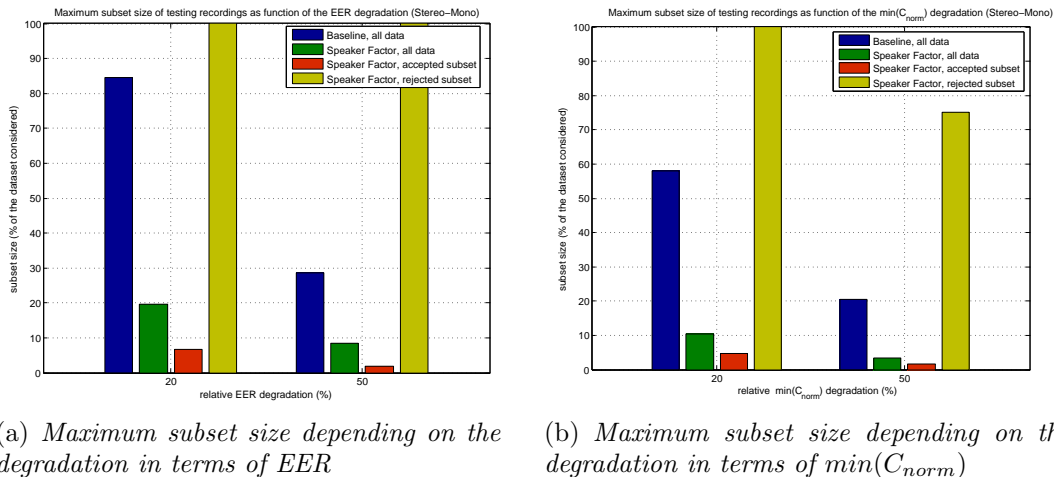 Maximum subset size of testing recordings as function of the EER degradation (Stereo−Mono)
Baseline, all data
Speaker Factor, all data
Speaker Factor, accepted subset
Speaker Factor, rejected subset
subset size (% of the dataset considered)
100
90
80
70
60
50
40
30
20
10
0
20
50
relative EER degradation (%)
(a) Maximum subset size depending on the
degradation in terms of EER
Maximum subset size of testing recordings as function of the min(C_norm) degradation (Stereo−Mono)
Baseline, all data
Speaker Factor, all data
Speaker Factor, accepted subset
Speaker Factor, rejected subset
subset size (% of the dataset considered)
100
90
80
70
60
50
40
30
20
10
0
20
50
relative min(C_norm) degradation (%)
(b) Maximum subset size depending on th
degradation in terms of min(C_norm)